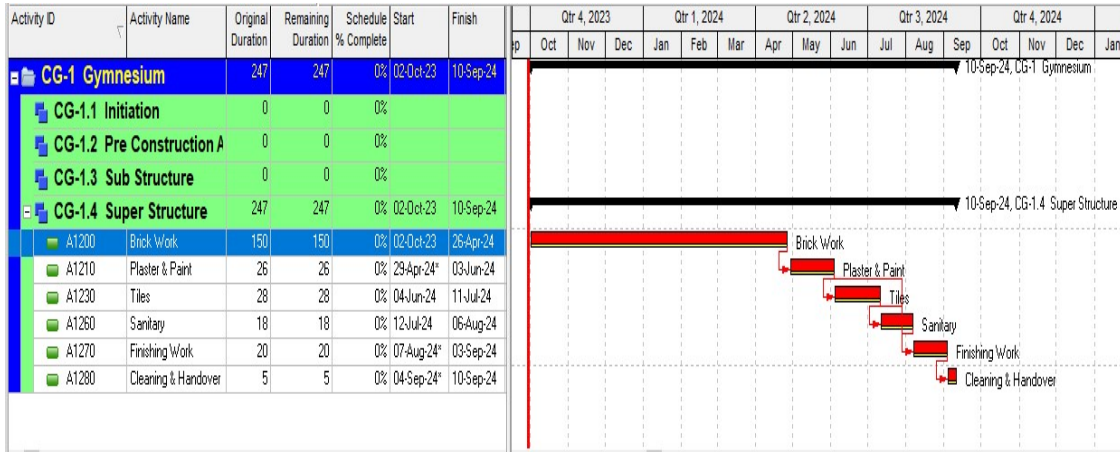 Activity ID Activity Name Original Duration Remaining Duration Schedule % Complete Start Finish
Qtr 4, 2023 Qtr 1, 2024 Qtr 2, 2024 Qtr 3, 2024 Qtr 4, 2024
ep Oct Nov Dec Jan Feb Mar Apr May Jun Jul Aug Sep Oct Nov Dec Jan
CG-1 Gymnesium 247 247 0% 02-Oct-23 10-Sep-24 10-Sep-24, CG-1 Gymnesium
CG-1.1 Initiation 0 0 0%
CG-1.2 Pre Construction A 0 0 0%
CG-1.3 Sub Structure 0 0 0%
CG-1.4 Super Structure 247 247 0% 02-Oct-23 10-Sep-24 10-Sep-24, CG-1.4 Super Structure
A1200 Brick Work 150 150 0% 02-Oct-23 26-Apr-24 Brick Work
A1210 Plaster & Paint 26 26 0% 29-Apr-24* 03-Jun-24 Plaster & Paint
A1230 Tiles 28 28 0% 04-Jun-24 11-Jul-24 Tiles
A1260 Sanitary 18 18 0% 12-Jul-24 06-Aug-24 Sanitary
A1270 Finishing Work 20 20 0% 07-Aug-24* 03-Sep-24 Finishing Work
A1280 Cleaning & Handover 5 5 0% 04-Sep-24* 10-Sep-24 Cleaning & Handover